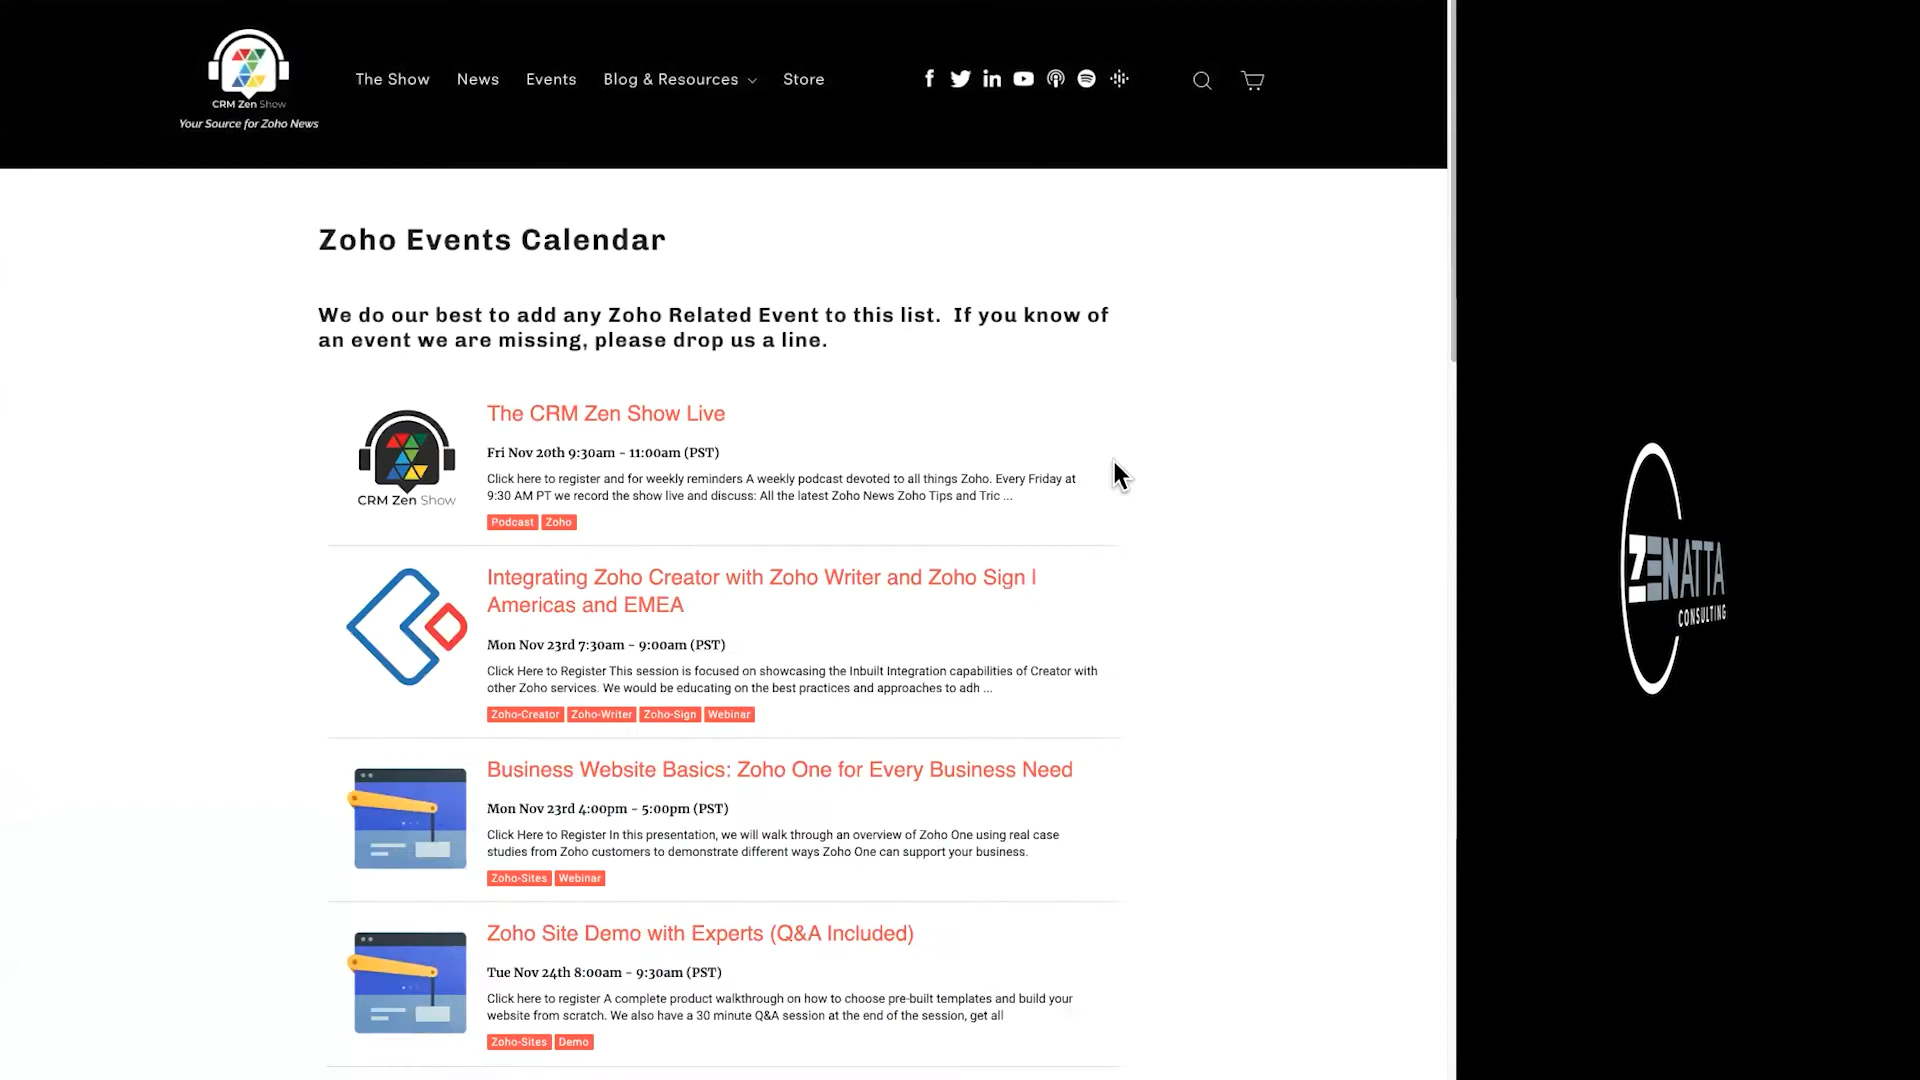 CRM Zen Show
Your Source for Zoho News
The Show
News
Events
Blog & Resources
Store
Zoho Events Calendar
We do our best to add any Zoho Related Event to this list. If you know of
an event we are missing, please drop us a line.
CRM Zen Show
The CRM Zen Show Live
Fri Nov 20th 9:30am - 11:00am (PST)
Click here to register and for weekly reminders A weekly podcast devoted to all things Zoho. Every Friday at
9:30 AM PT we record the show live and discuss: All the latest Zoho News Zoho Tips and Tric ...
Podcast Zoho
Integrating Zoho Creator with Zoho Writer and Zoho Sign |
Americas and EMEA
Mon Nov 23rd 7:30am - 9:00am (PST)
Click Here to Register This session is focused on showcasing the Inbuilt Integration capabilities of Creator with
other Zoho services. We would be educating on the best practices and approaches to adh ...
Zoho-Creator Zoho-Writer Zoho-Sign Webinar
Business Website Basics: Zoho One for Every Business Need
Mon Nov 23rd 4:00pm - 5:00pm (PST)
Click Here to Register In this presentation, we will walk through an overview of Zoho One using real case
studies from Zoho customers to demonstrate different ways Zoho One can support your business.
Zoho-Sites Webinar
Zoho Site Demo with Experts (Q&A Included)
Tue Nov 24th 8:00am - 9:30am (PST)
Click here to register A complete product walkthrough on how to choose pre-built templates and build your
website from scratch. We also have a 30 minute Q&A session at the end of the session, get all
Zoho-Sites Demo
ZENATTA
CONSULTING